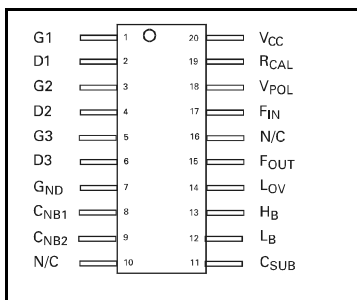 G1 1 20 VCC
D1 2 19 RCAL
G2 3 18 VPOL
D2 4 17 FIN
G3 5 16 N/C
D3 6 15 FOUT
GND 7 14 LOV
CNB1 8 13 HB
CNB2 9 12 LB
N/C 10 11 CSUB